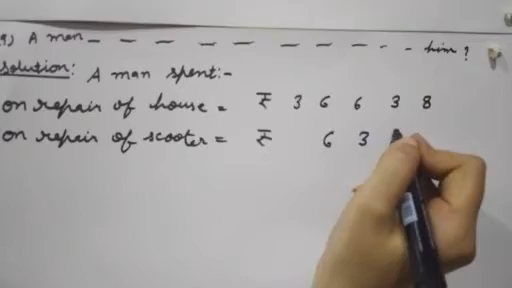 9) A man _ _ _ _ _ _ _ _ - - him ?
Solution: A man spent:-
on repair of house = ₹ 3 6 6 3 8
on repair of scooter = ₹ 6 3